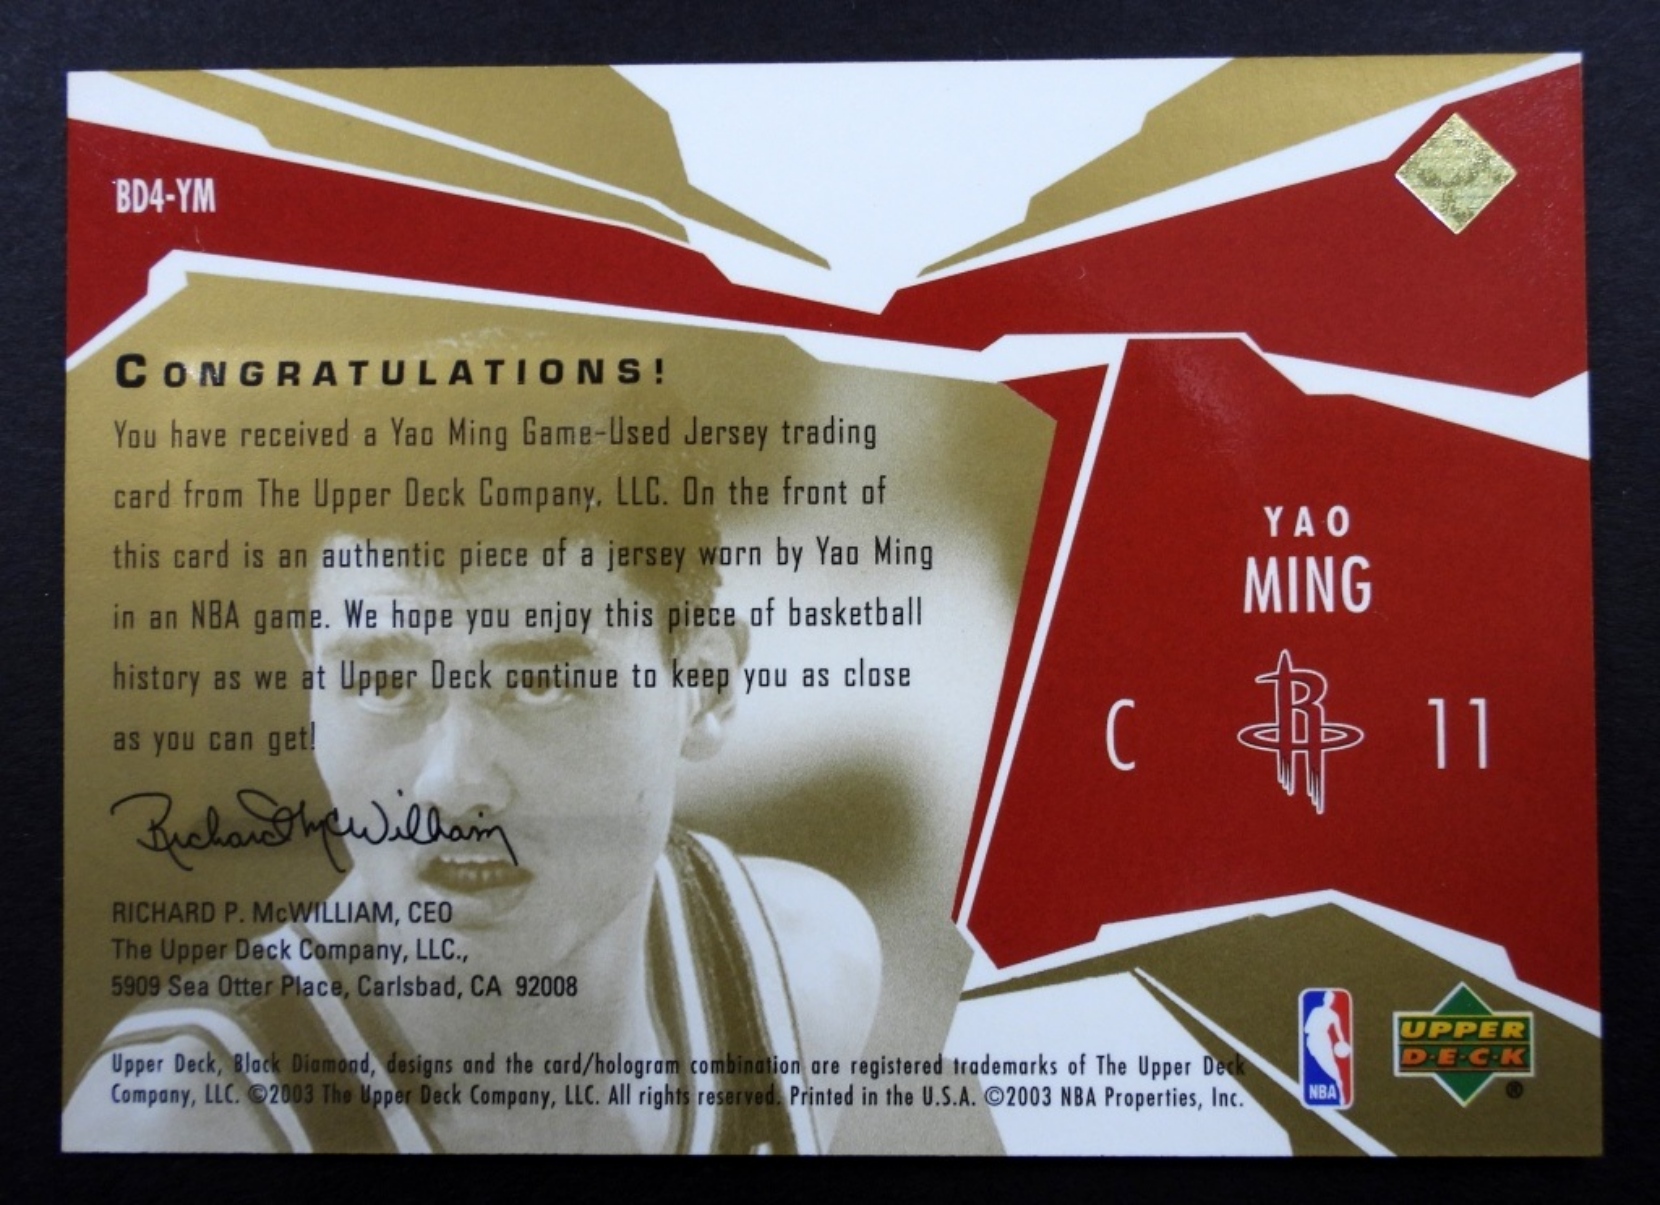 BD4-YM
CONGRATULATIONS!
You have received a Yao Ming Game-Used Jersey trading
card from The Upper Deck Company, LLC. On the front of
this card is an authentic piece of a jersey worn by Yao Ming
in an NBA game. We hope you enjoy this piece of basketball
history as we at Upper Deck continue to keep you as close
as you can get!
Richard McWilliam
RICHARD P. McWILLIAM, CEO
The Upper Deck Company, LLC.,
5909 Sea Otter Place, Carlsbad, CA 92008
Upper Deck, Black Diamond, designs and the card/hologram combination are registered trademarks of The Upper Deck
Company, LLC. ©2003 The Upper Deck Company, LLC. All rights reserved. Printed in the U.S.A. ©2003 NBA Properties, Inc.
YAO
MING
C R 11
NBA
UPPER
DECK
®